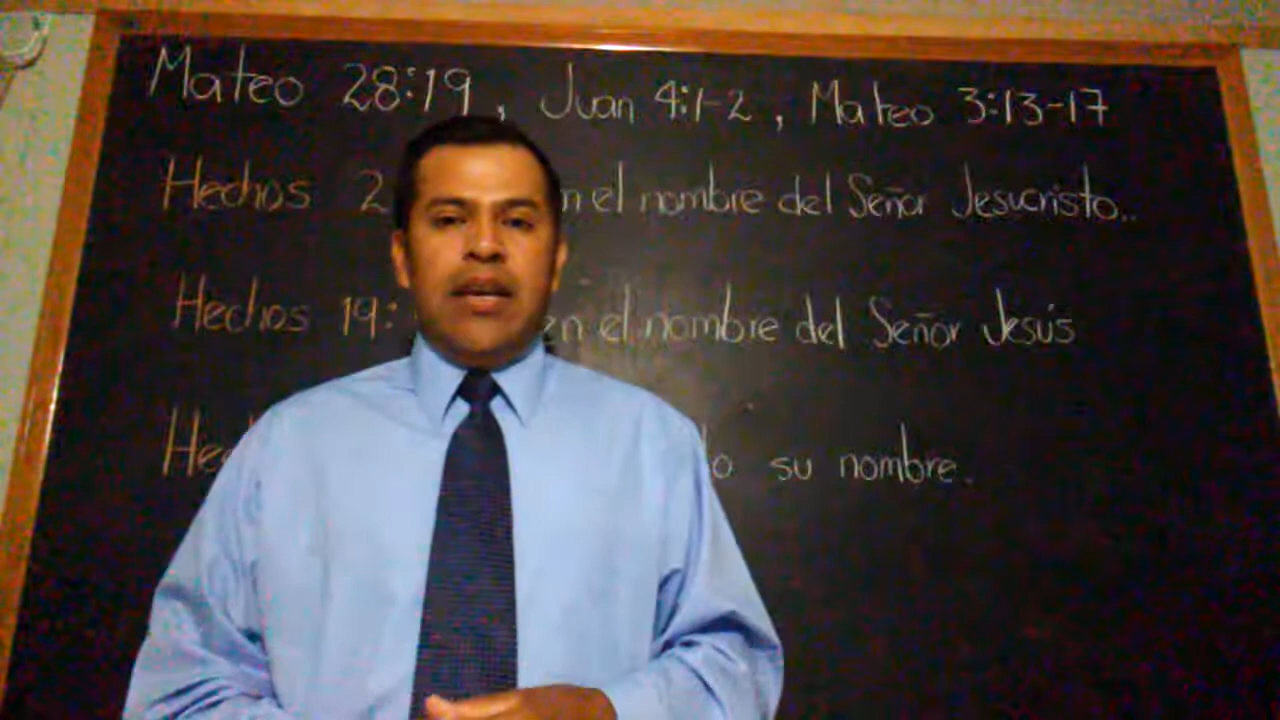 Mateo 28:19, Juan 4:1-2, Mateo 3:13-17
Hechos 2 el nombre del Señor Jesucristo..
Hechos 19: en el nombre del Señor Jesús
su nombre.